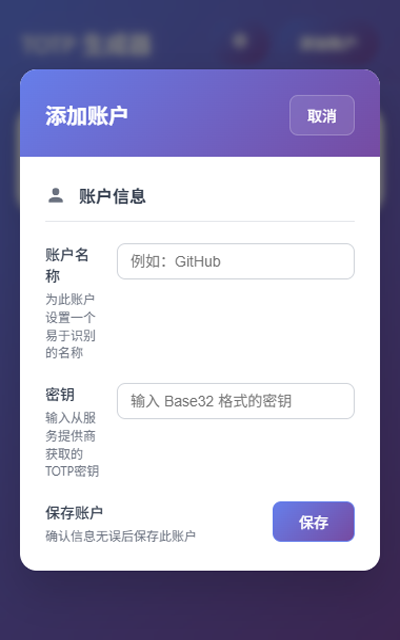 TOTP 生成器
添加账户
取消
账户信息
账户名
称
为此账户
设置一个
易于识别
的名称
例如：GitHub
密钥
输入从服
务提供商
获取的
TOTP密钥
输入 Base32 格式的密钥
保存账户
确认信息无误后保存此账户
保存